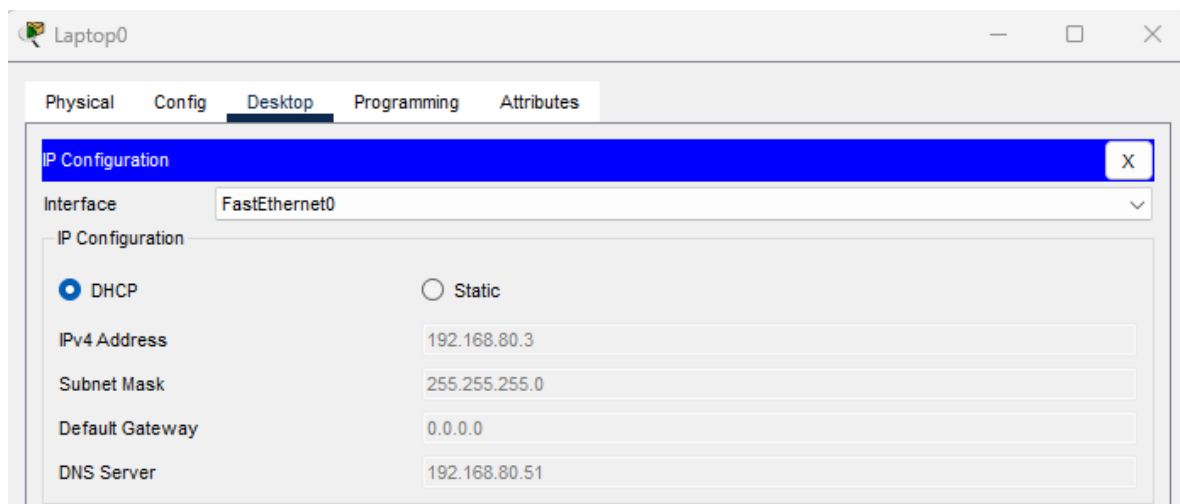 Laptop0
Physical Config Desktop Programming Attributes
IP Configuration X
Interface FastEthernet0
IP Configuration
DHCP Static
IPv4 Address 192.168.80.3
Subnet Mask 255.255.255.0
Default Gateway 0.0.0.0
DNS Server 192.168.80.51